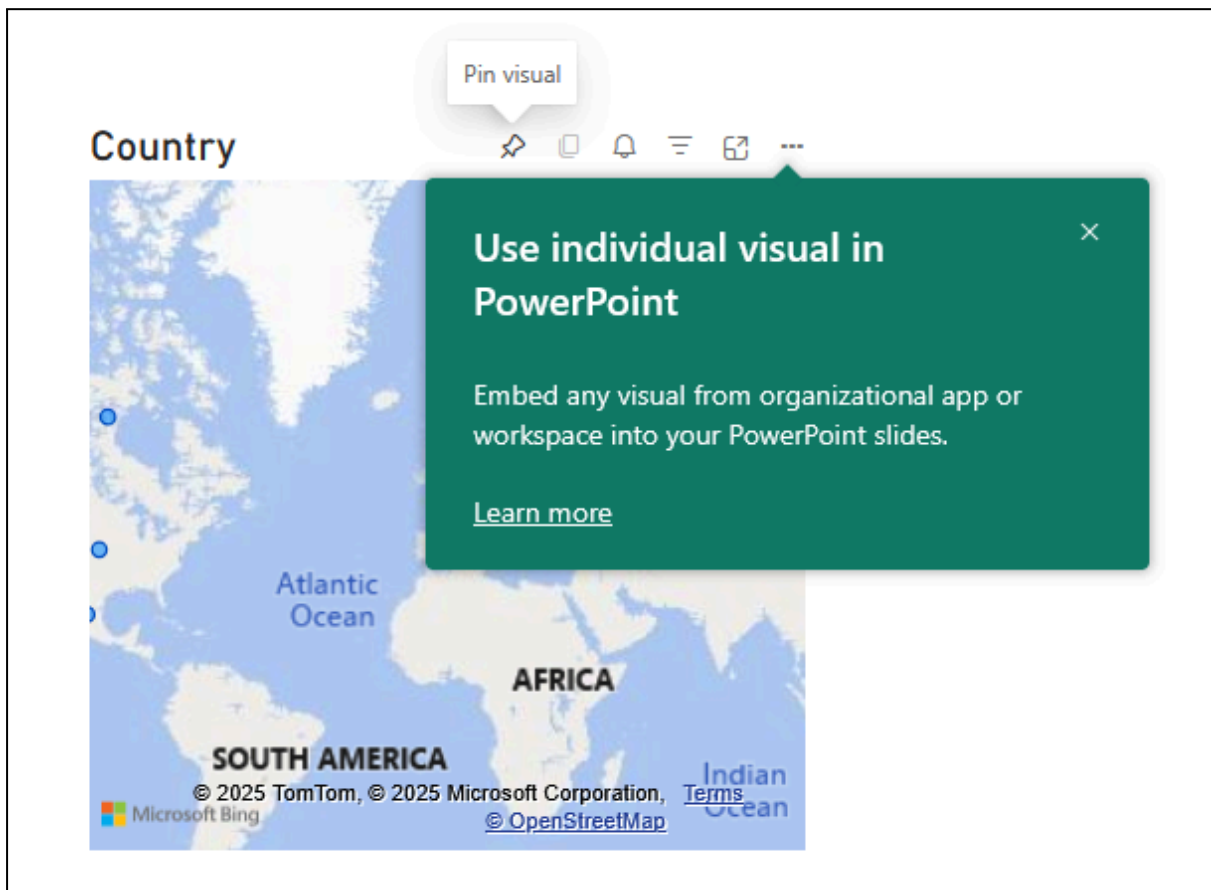 Pin visual
Country
Use individual visual in
PowerPoint
Embed any visual from organizational app or
workspace into your PowerPoint slides.
Learn more
Atlantic
Ocean
AFRICA
SOUTH AMERICA
Indian
Ocean
© 2025 TomTom, © 2025 Microsoft Corporation, Terms
Microsoft Bing
© OpenStreetMap